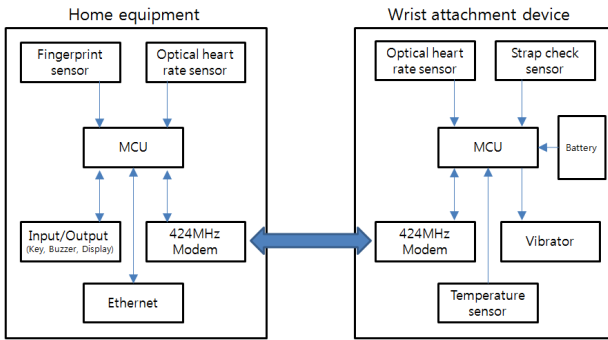 Home equipment
Fingerprint
sensor
Optical heart
rate sensor
MCU
Input/Output
(Key, Buzzer, Display)
424MHz
Modem
Ethernet
Wrist attachment device
Optical heart
rate sensor
Strap check
sensor
MCU
Battery
424MHz
Modem
Vibrator
Temperature
sensor